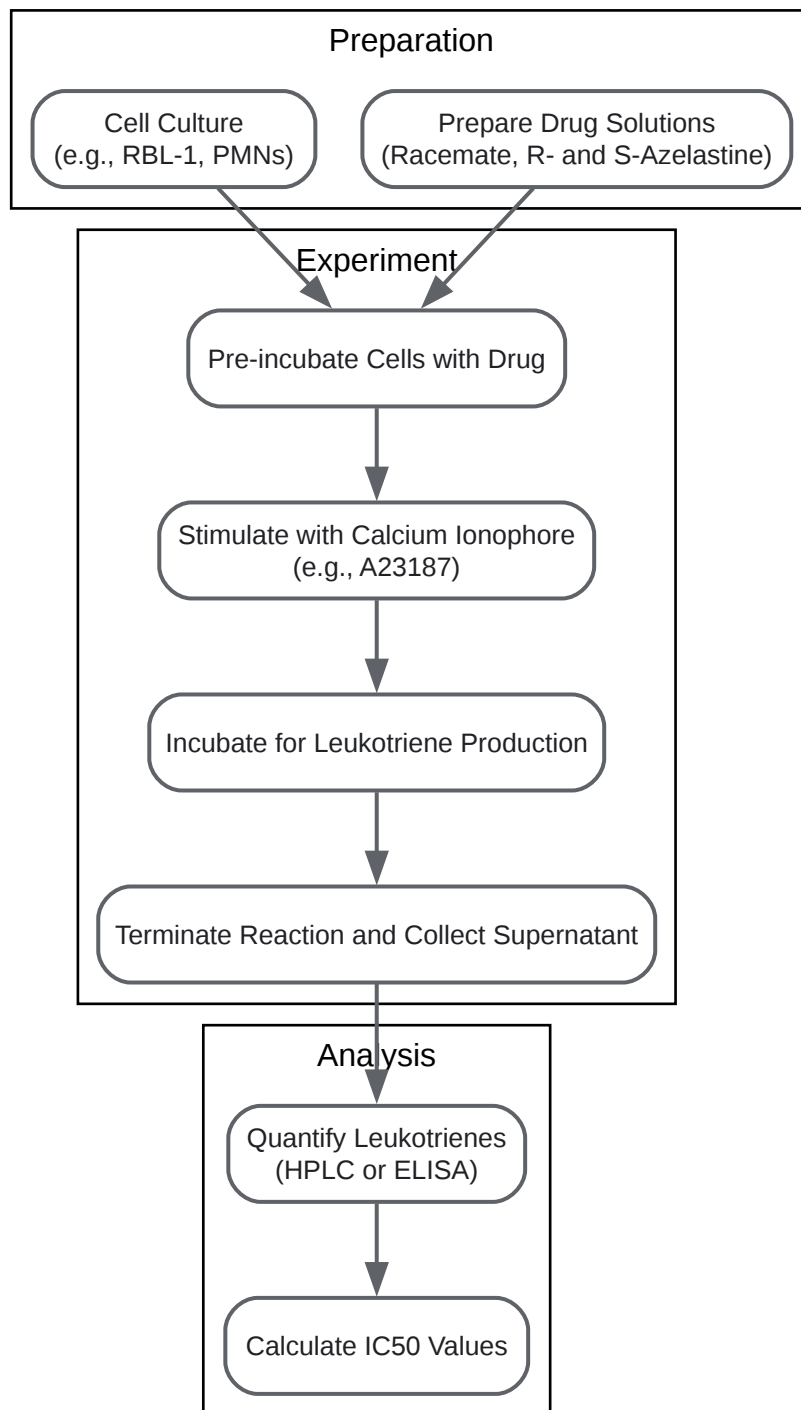 Preparation
Cell Culture
(e.g., RBL-1, PMNs)
Prepare Drug Solutions
(Racemate, R- and S-Azelastine)
Experiment
Pre-incubate Cells with Drug
Stimulate with Calcium Ionophore
(e.g., A23187)
Incubate for Leukotriene Production
Terminate Reaction and Collect Supernatant
Analysis
Quantify Leukotrienes
(HPLC or ELISA)
Calculate IC50 Values